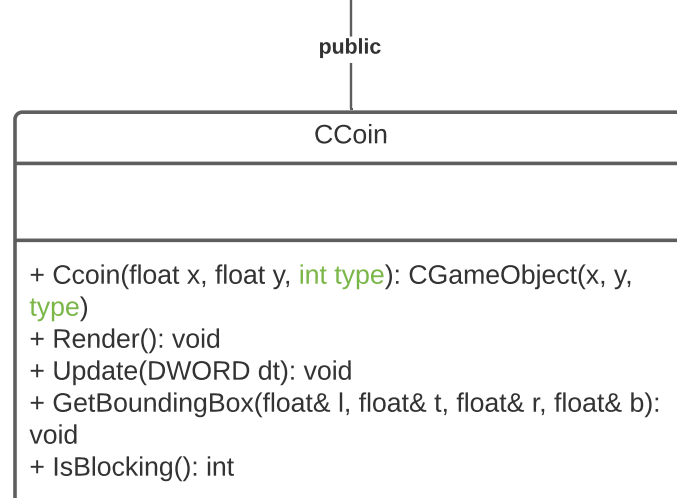 public
CCoin
+ Ccoin(float x, float y, int type): CGameObject(x, y,
type)
+ Render(): void
+ Update(DWORD dt): void
+ GetBoundingBox(float& l, float& t, float& r, float& b):
void
+ IsBlocking(): int